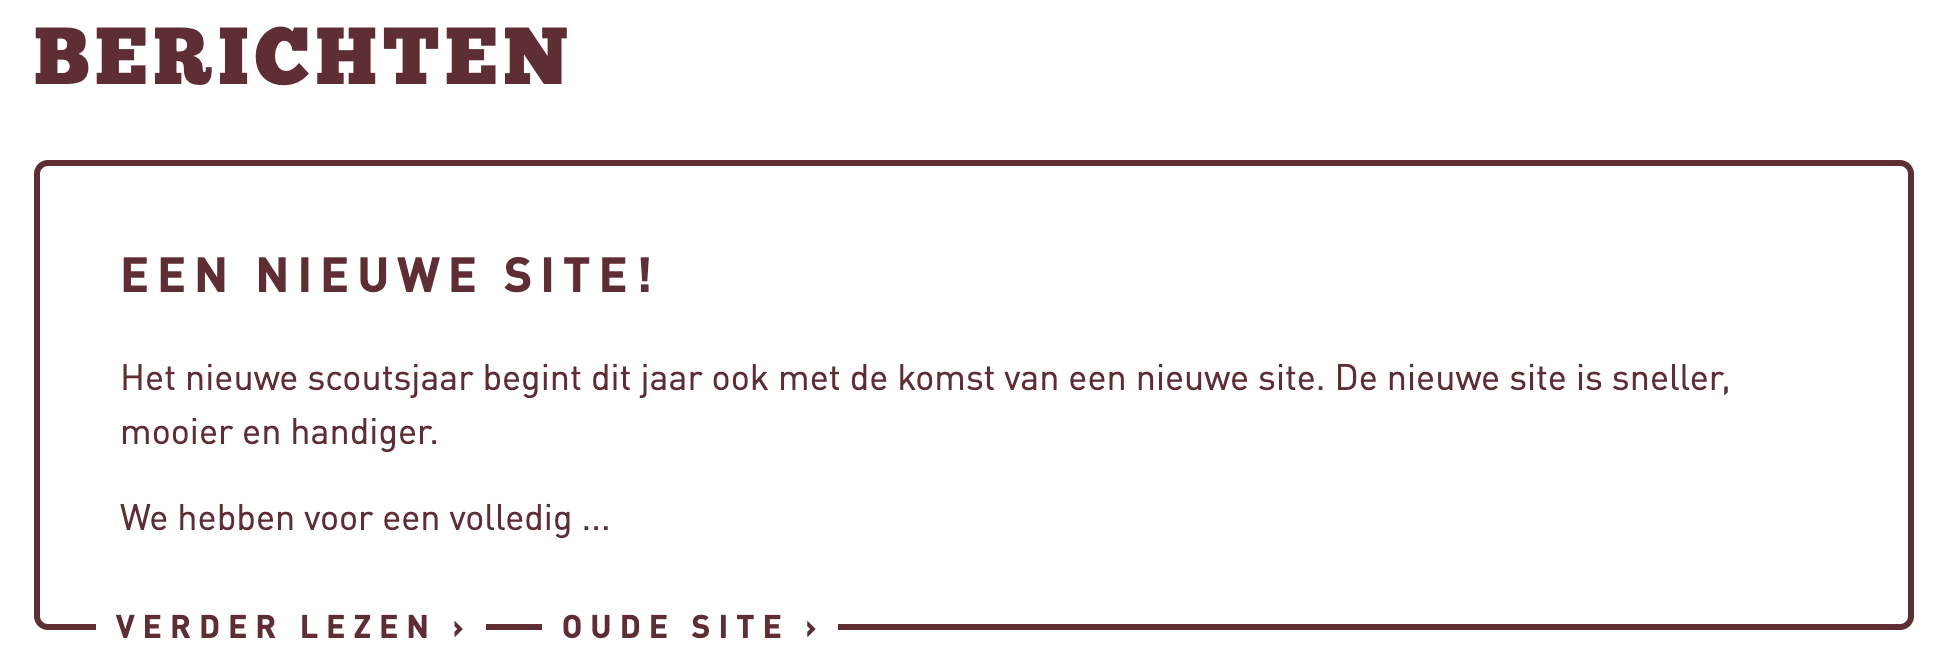 BERICHTEN
EEN NIEUWE SITE!
Het nieuwe scoutsjaar begint dit jaar ook met de komst van een nieuwe site. De nieuwe site is sneller,
mooier en handiger.
We hebben voor een volledig ...
VERDER LEZEN › OUDE SITE ›